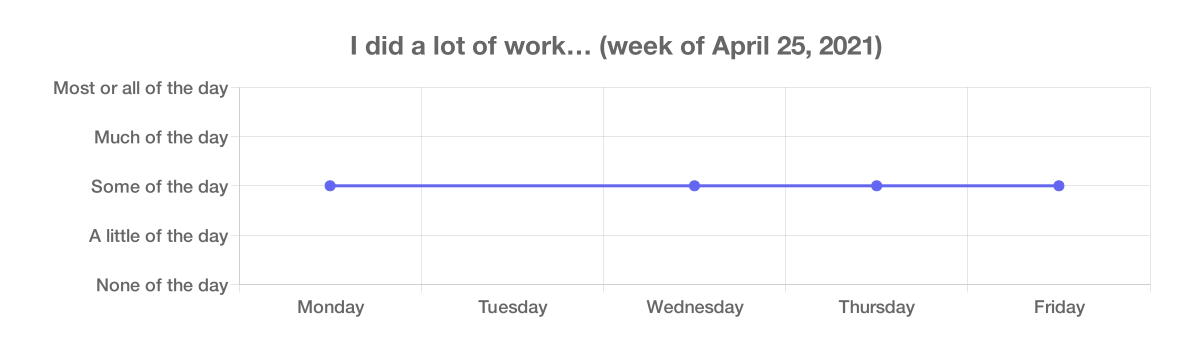 I did a lot of work… (week of April 25, 2021)
Most or all of the day
Much of the day
Some of the day
A little of the day
None of the day
Monday Tuesday Wednesday Thursday Friday